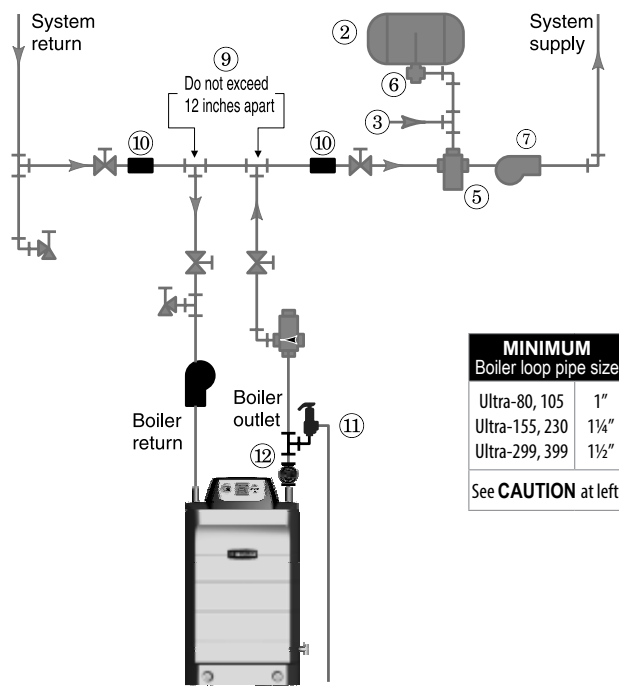 System
return
②
System
supply
⑨
Do not exceed
12 inches apart
⑥
③
⑩
⑩
⑦
⑤
MINIMUM
Boiler loop pipe size
Ultra-80, 105 1”
Ultra-155, 230 1¼”
Ultra-299, 399 1½”
See CAUTION at left
Boiler
outlet
Boiler
return
⑪
⑫